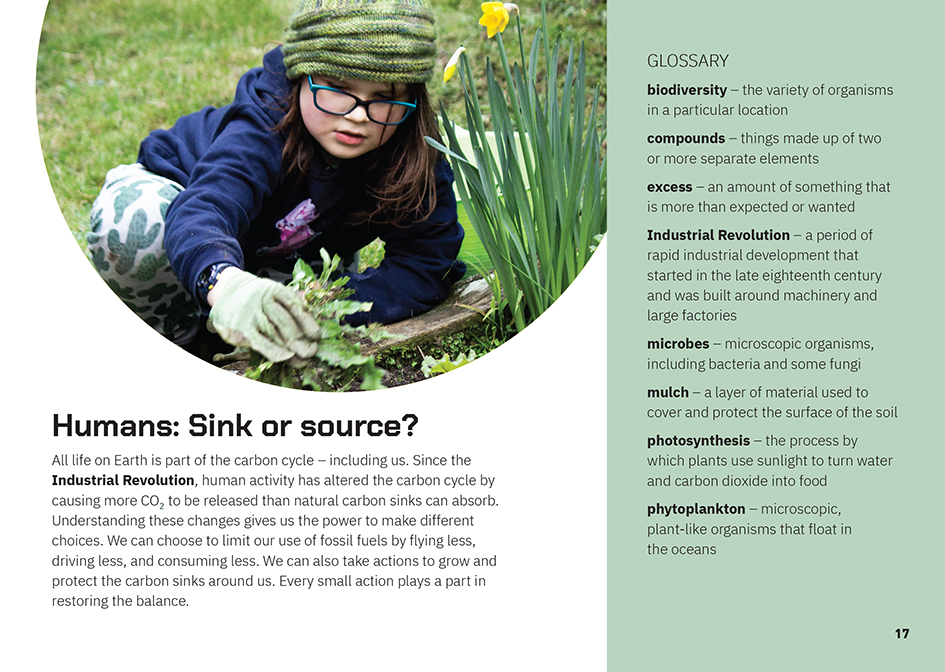 Humans: Sink or source?
All life on Earth is part of the carbon cycle – including us. Since the
Industrial Revolution, human activity has altered the carbon cycle by
causing more CO₂ to be released than natural carbon sinks can absorb.
Understanding these changes gives us the power to make different
choices. We can choose to limit our use of fossil fuels by flying less,
driving less, and consuming less. We can also take actions to grow and
protect the carbon sinks around us. Every small action plays a part in
restoring the balance.
GLOSSARY
biodiversity – the variety of organisms
in a particular location
compounds – things made up of two
or more separate elements
excess – an amount of something that
is more than expected or wanted
Industrial Revolution – a period of
rapid industrial development that
started in the late eighteenth century
and was built around machinery and
large factories
microbes – microscopic organisms,
including bacteria and some fungi
mulch – a layer of material used to
cover and protect the surface of the soil
photosynthesis – the process by
which plants use sunlight to turn water
and carbon dioxide into food
phytoplankton – microscopic,
plant-like organisms that float in
the oceans
17